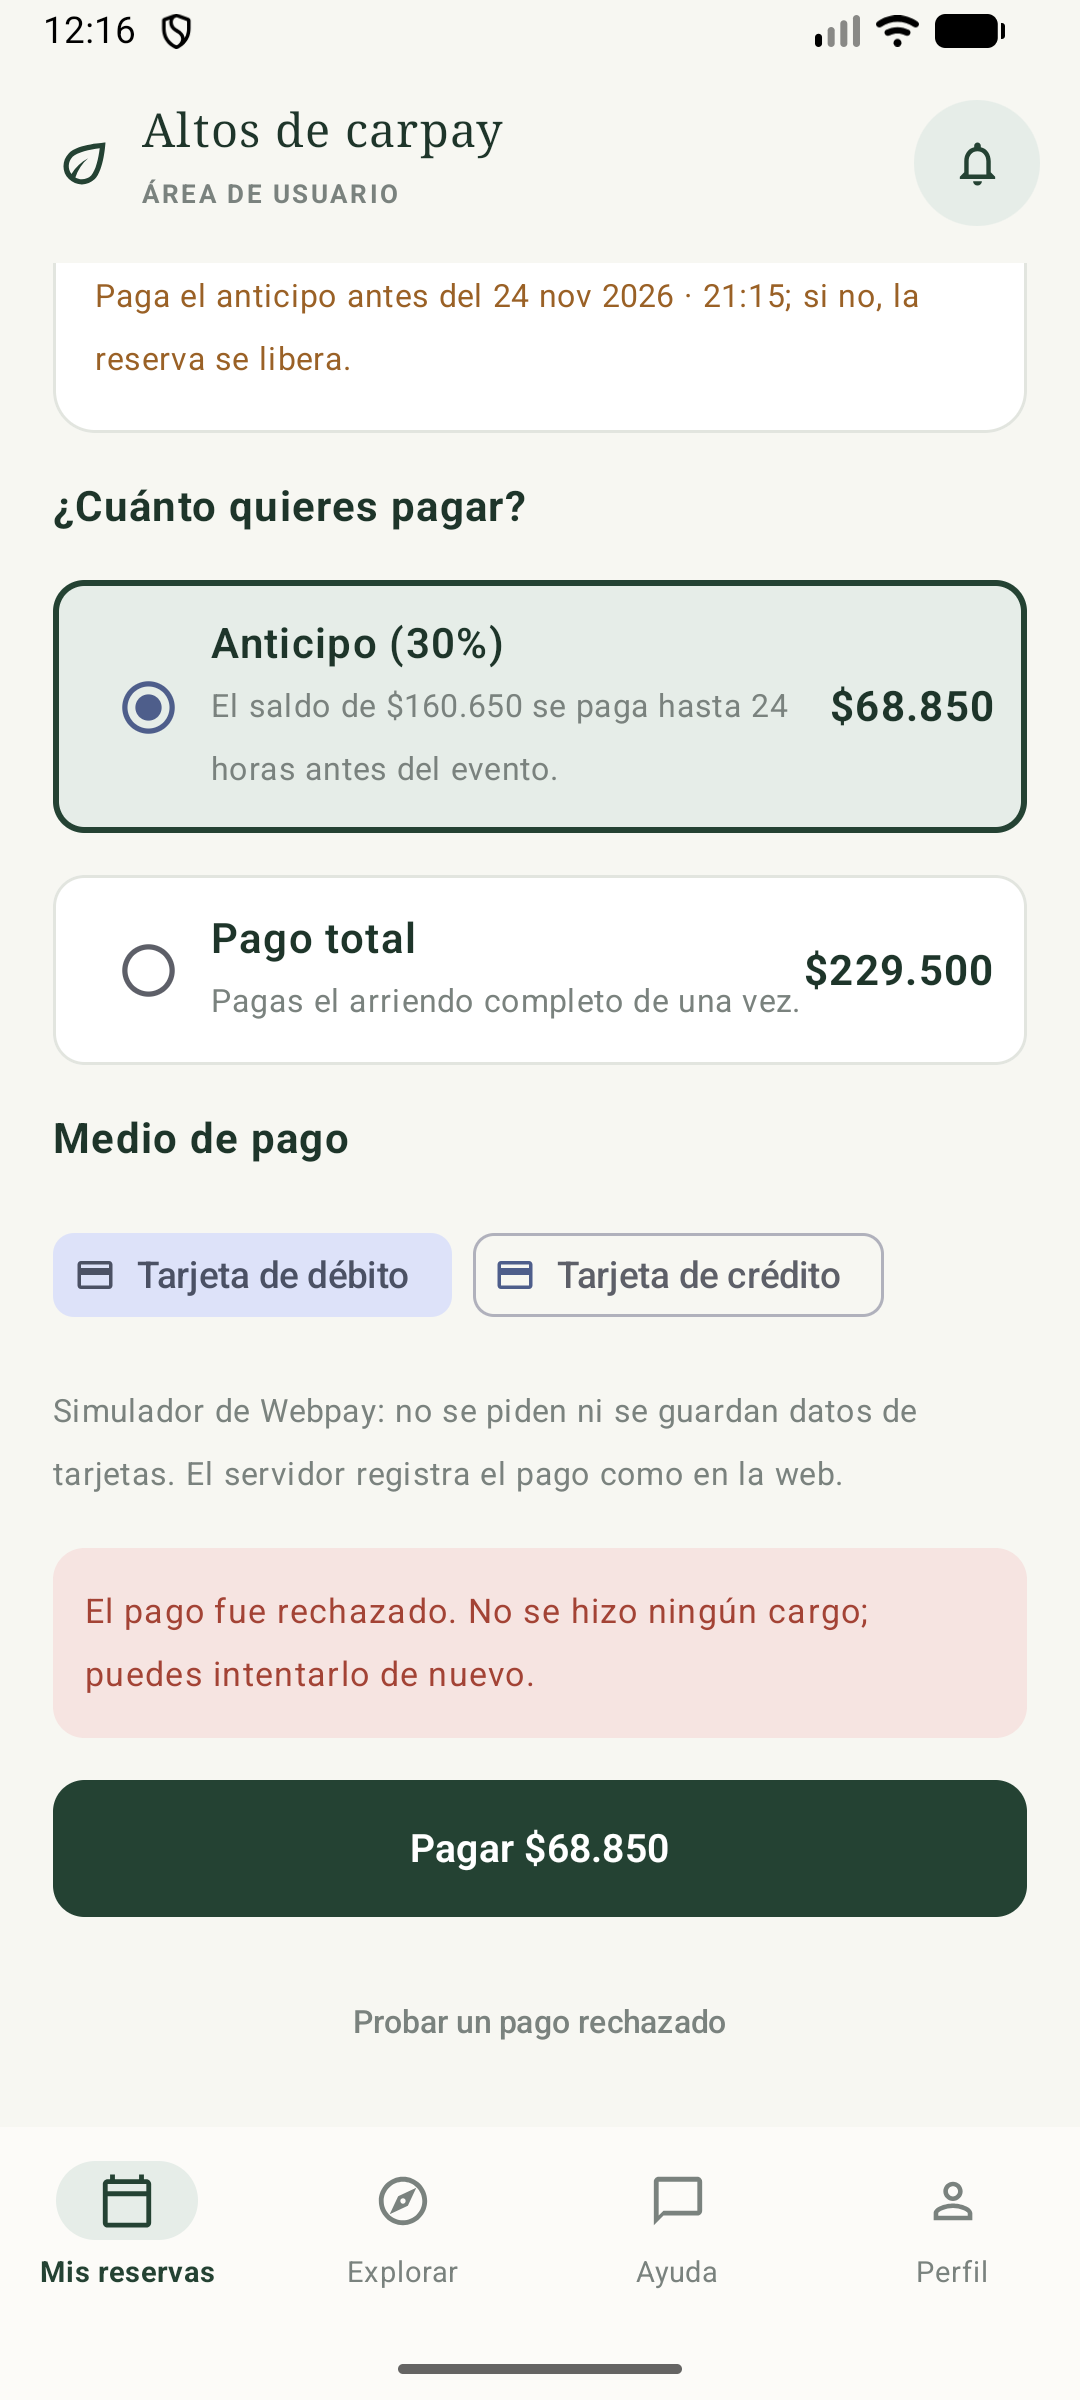 12:16
Altos de carpay
ÁREA DE USUARIO
Paga el anticipo antes del 24 nov 2026 · 21:15; si no, la
reserva se libera.
¿Cuánto quieres pagar?
Anticipo (30%)
El saldo de $160.650 se paga hasta 24
horas antes del evento.
$68.850
Pago total
Pagas el arriendo completo de una vez.
$229.500
Medio de pago
Tarjeta de débito
Tarjeta de crédito
Simulador de Webpay: no se piden ni se guardan datos de
tarjetas. El servidor registra el pago como en la web.
El pago fue rechazado. No se hizo ningún cargo;
puedes intentarlo de nuevo.
Pagar $68.850
Probar un pago rechazado
Mis reservas
Explorar
Ayuda
Perfil